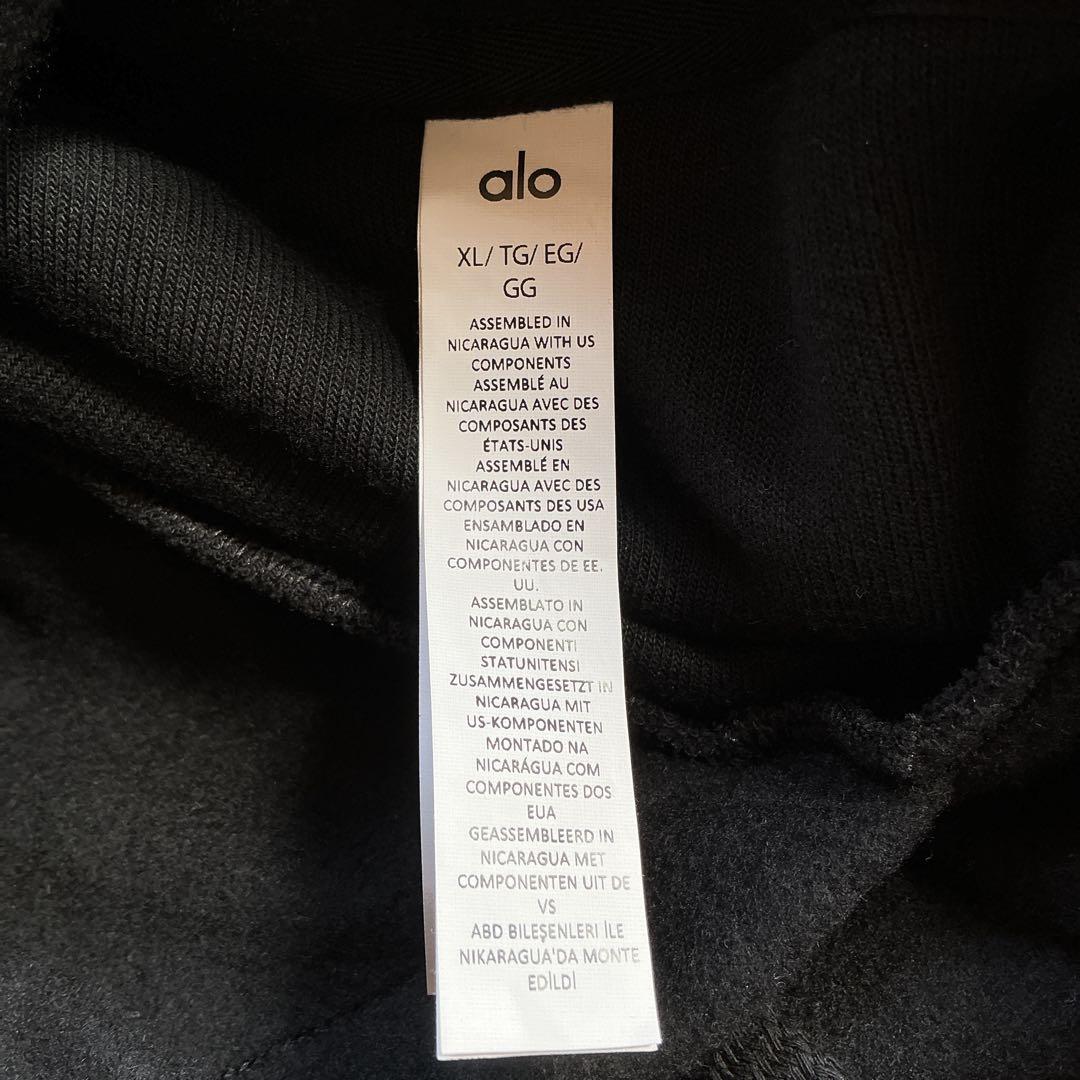 alo
XL/ TG/ EG/
GG
ASSEMBLED IN
NICARAGUA WITH US
COMPONENTS
ASSEMBLÉ AU
NICARAGUA AVEC DES
COMPOSANTS DES
ÉTATS-UNIS
ASSEMBLÉ EN
NICARAGUA AVEC DES
COMPOSANTS DES USA
ENSAMBLADO EN
NICARAGUA CON
COMPONENTES DE EE.
UU.
ASSEMBLATO IN
NICARAGUA CON
COMPONENTI
STATUNITENSI
ZUSAMMENGESETZT IN
NICARAGUA MIT
US-KOMPONENTEN
MONTADO NA
NICARÁGUA COM
COMPONENTES DOS
EUA
GEASSEMBLEERD IN
NICARAGUA MET
COMPONENTEN UIT DE
VS
ABD BILEŞENLERI İLE
NIKARAGUA'DA MONTE
EDİLDİ